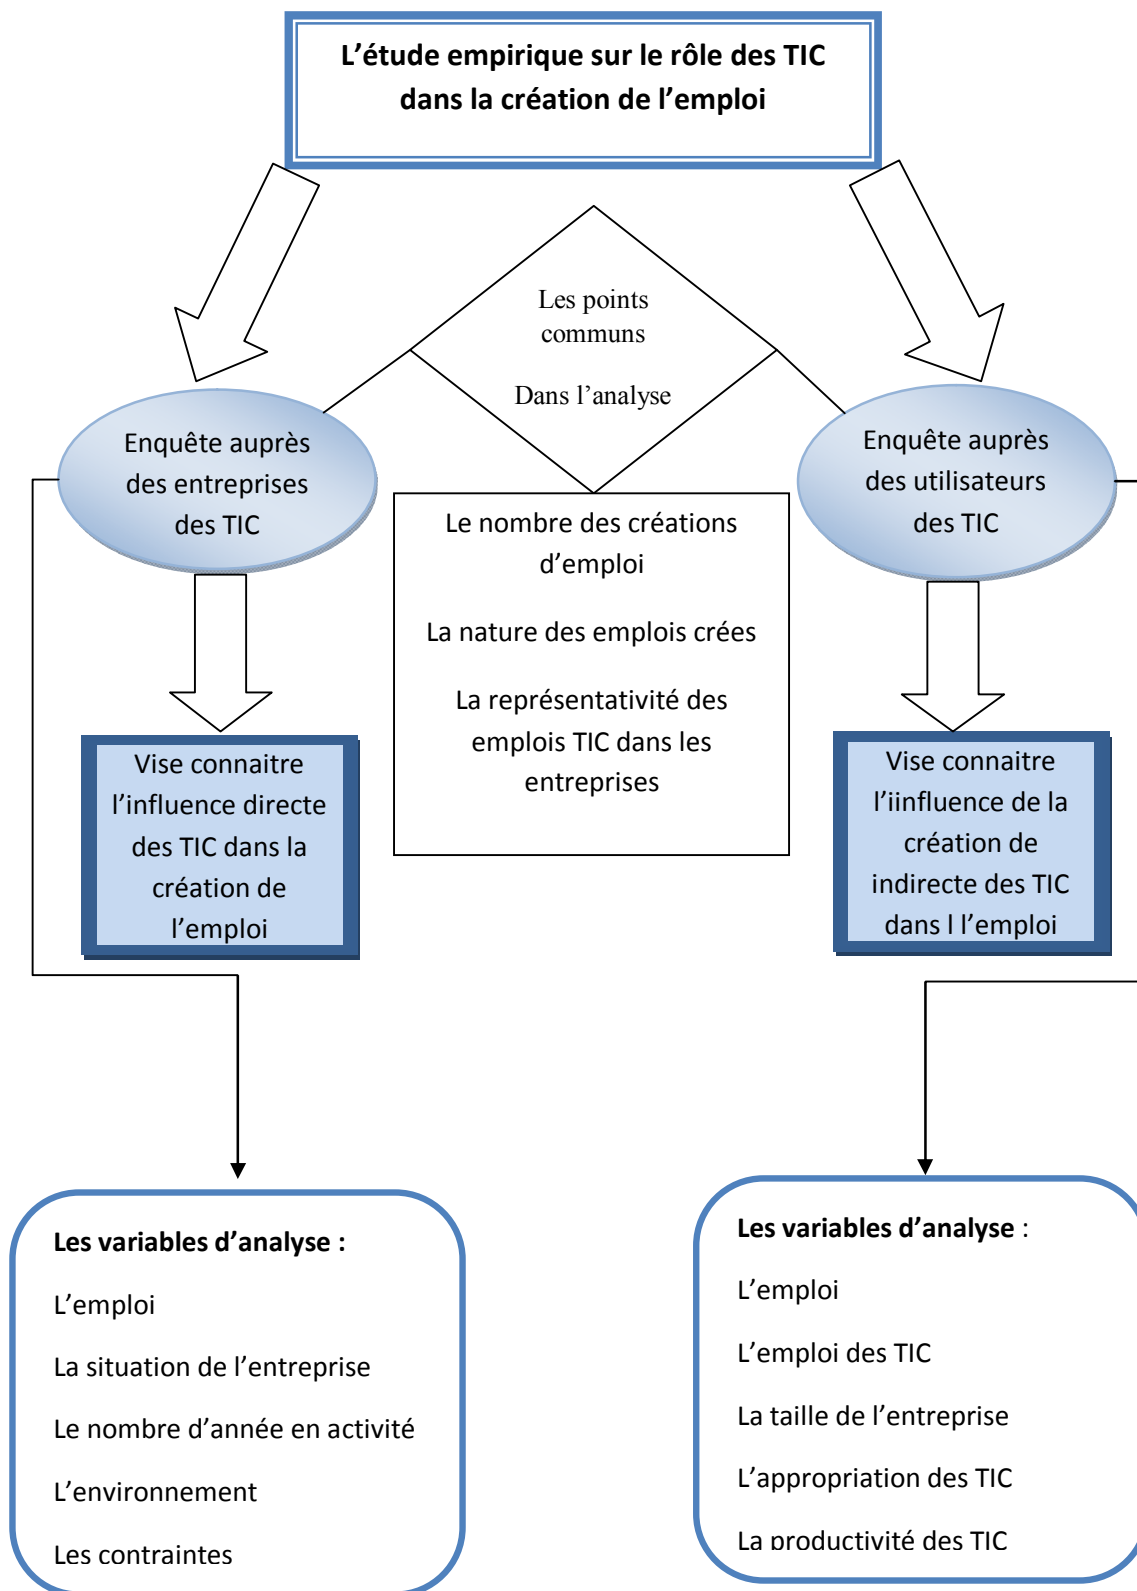 L’étude empirique sur le rôle des TIC
dans la création de l’emploi
Les points
communs
Dans l’analyse
Enquête auprès
des entreprises
des TIC
Enquête auprès
des utilisateurs
des TIC
Le nombre des créations
d’emploi
La nature des emplois crées
La représentativité des
emplois TIC dans les
entreprises
Vise connaitre
l’influence directe
des TIC dans la
création de
l’emploi
Vise connaitre
l’iinfluence de la
création de
indirecte des TIC
dans l l’emploi
Les variables d’analyse :
L’emploi
La situation de l’entreprise
Le nombre d’année en activité
L’environnement
Les contraintes
Les variables d’analyse :
L’emploi
L’emploi des TIC
La taille de l’entreprise
L’appropriation des TIC
La productivité des TIC